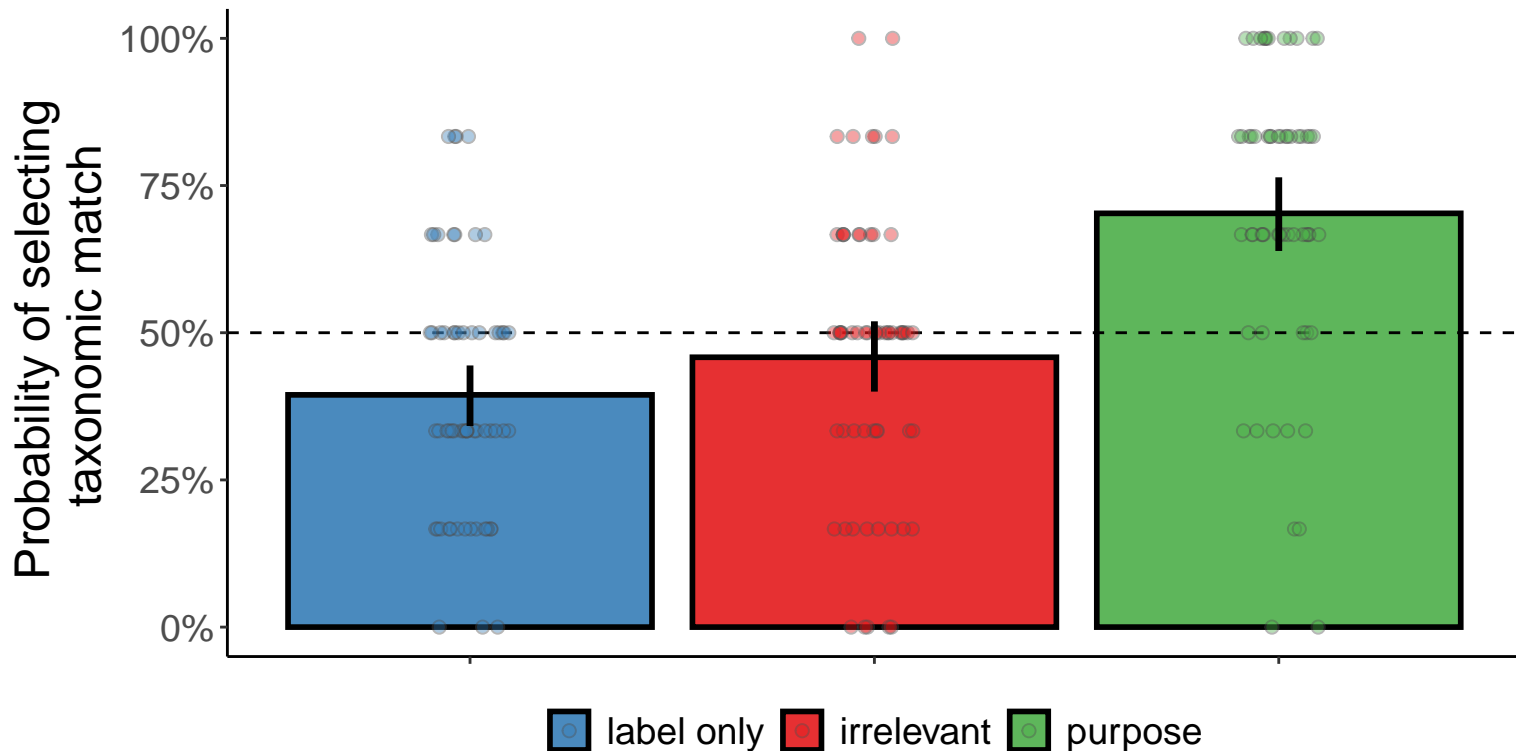 Probability of selecting
taxonomic match
100%
75%
50%
25%
0%
label only irrelevant purpose